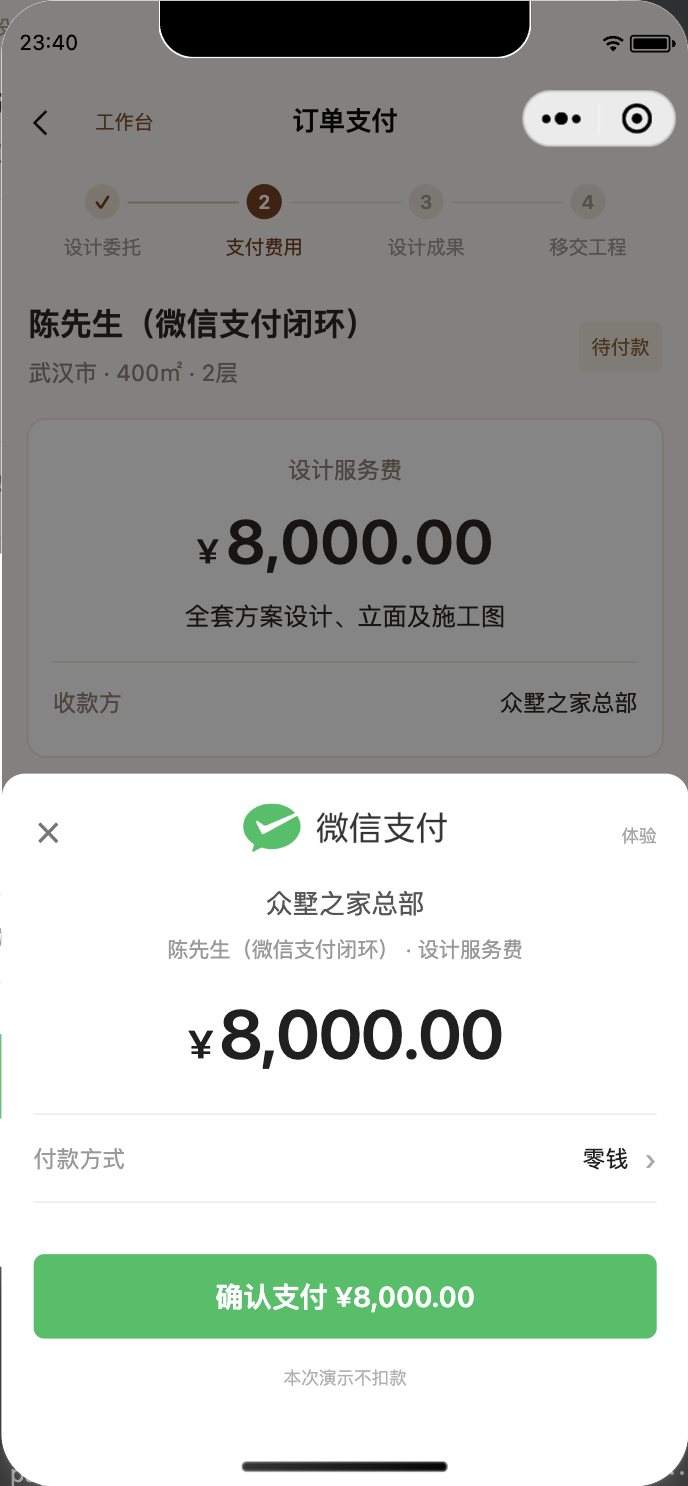 23:40
工作台
订单支付
2
3
4
设计委托
支付费用
设计成果
移交工程
陈先生（微信支付闭环）
武汉市 · 400㎡ · 2层
待付款
设计服务费
¥8,000.00
全套方案设计、立面及施工图
收款方
众墅之家总部
微信支付
体验
众墅之家总部
陈先生（微信支付闭环） · 设计服务费
¥8,000.00
付款方式
零钱
确认支付 ¥8,000.00
本次演示不扣款